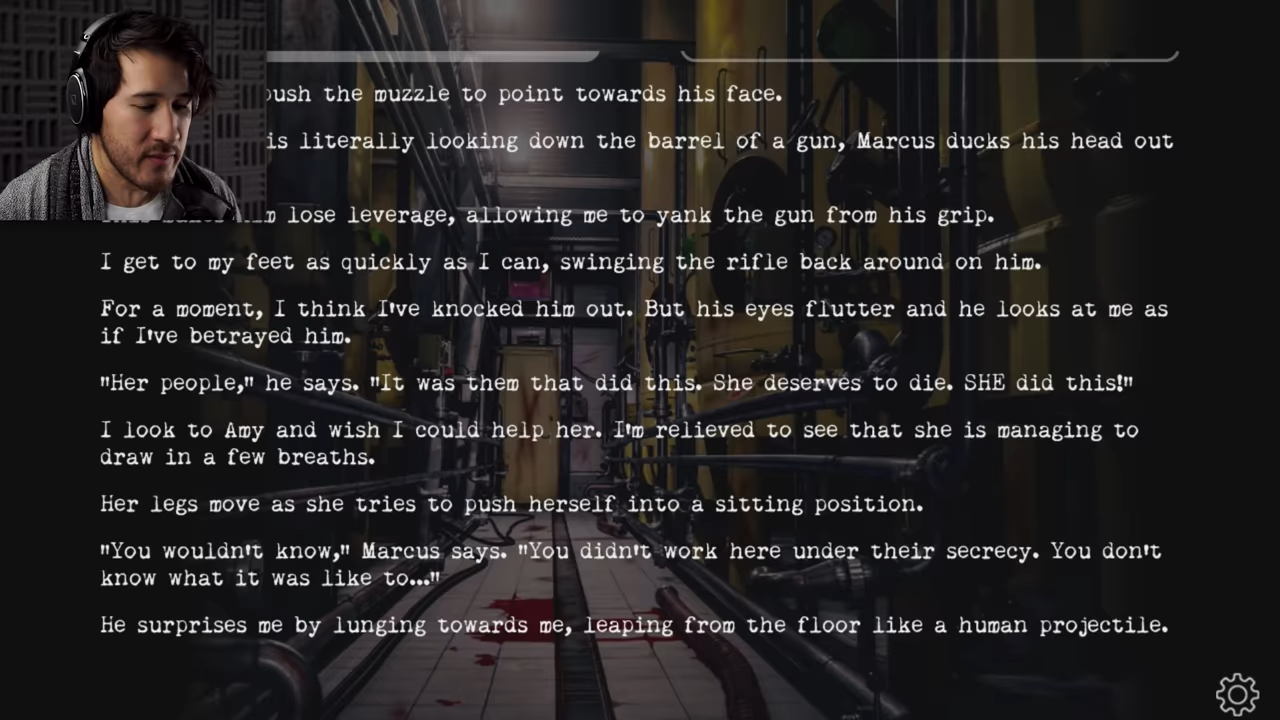 push the muzzle to point towards his face.
is literally looking down the barrel of a gun, Marcus ducks his head out
lose leverage, allowing me to yank the gun from his grip.
I get to my feet as quickly as I can, swinging the rifle back around on him.
For a moment, I think I've knocked him out. But his eyes flutter and he looks at me as
if I've betrayed him.
"Her people," he says. "It was them that did this. She deserves to die. SHE did this!"
I look to Amy and wish I could help her. I'm relieved to see that she is managing to
draw in a few breaths.
Her legs move as she tries to push herself into a sitting position.
"You wouldn't know," Marcus says. "You didn't work here under their secrecy. You don't
know what it was like to..."
He surprises me by lunging towards me, leaping from the floor like a human projectile.